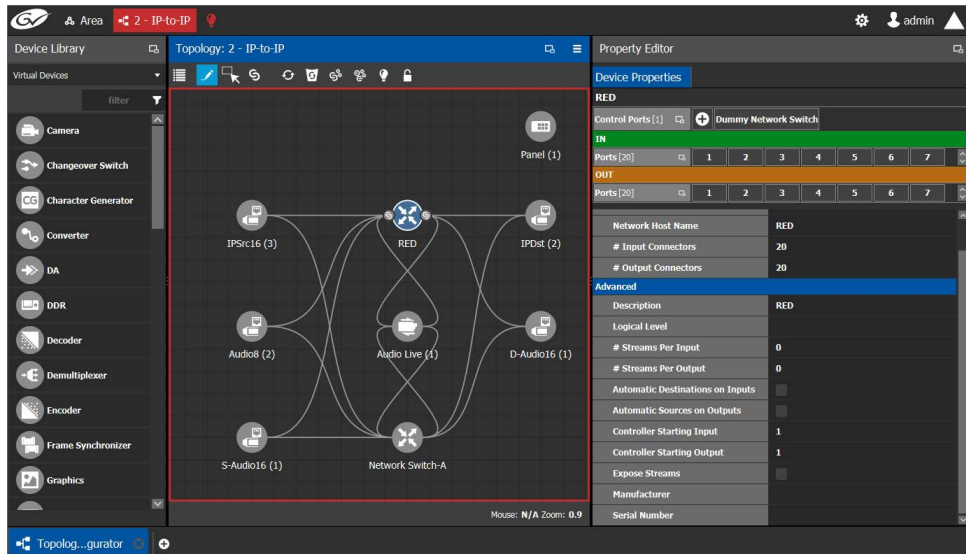 GV Area 2 - IP-to-IP admin
Device Library
Virtual Devices
filter
Camera
Changeover Switch
CG Character Generator
Converter
DA
DDR
Decoder
Demultiplexer
Encoder
Frame Synchronizer
Graphics
Topology: 2 - IP-to-IP
Panel (1)
IPSrc16 (3)
RED
IPDst (2)
Audio8 (2)
Audio Live (1)
D-Audio16 (1)
S-Audio16 (1)
Network Switch-A
Mouse: N/A Zoom: 0.9
Property Editor
Device Properties
RED
Control Ports [1] Dummy Network Switch
IN
Ports [20] 1 2 3 4 5 6 7
OUT
Ports [20] 1 2 3 4 5 6 7
Network Host Name RED
# Input Connectors 20
# Output Connectors 20
Advanced
Description RED
Logical Level
# Streams Per Input 0
# Streams Per Output 0
Automatic Destinations on Inputs
Automatic Sources on Outputs
Controller Starting Input 1
Controller Starting Output 1
Expose Streams
Manufacturer
Serial Number
Topolog...gurator